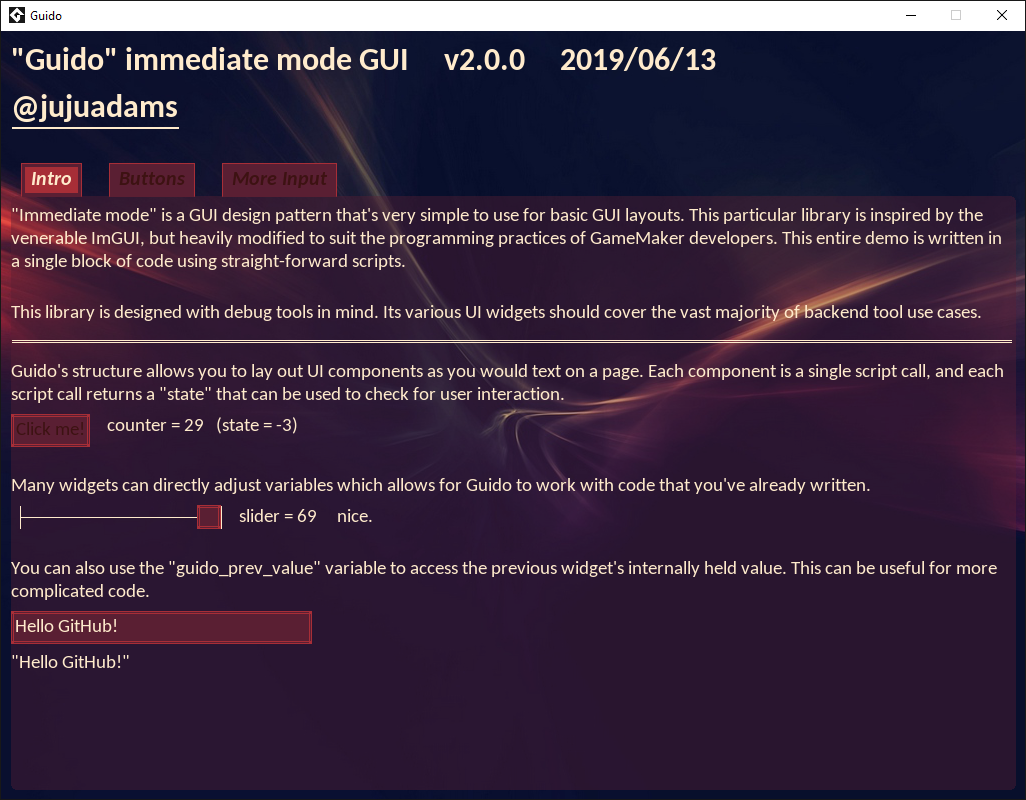 Guido
"Guido" immediate mode GUI v2.0.0 2019/06/13
@jujuadams
Intro Buttons More Input
"Immediate mode" is a GUI design pattern that's very simple to use for basic GUI layouts. This particular library is inspired by the
venerable ImGUI, but heavily modified to suit the programming practices of GameMaker developers. This entire demo is written in
a single block of code using straight-forward scripts.
This library is designed with debug tools in mind. Its various UI widgets should cover the vast majority of backend tool use cases.
Guido's structure allows you to lay out UI components as you would text on a page. Each component is a single script call, and each
script call returns a "state" that can be used to check for user interaction.
Click me! counter = 29 (state = -3)
Many widgets can directly adjust variables which allows for Guido to work with code that you've already written.
slider = 69 nice.
You can also use the "guido_prev_value" variable to access the previous widget's internally held value. This can be useful for more
complicated code.
Hello GitHub!
"Hello GitHub!"